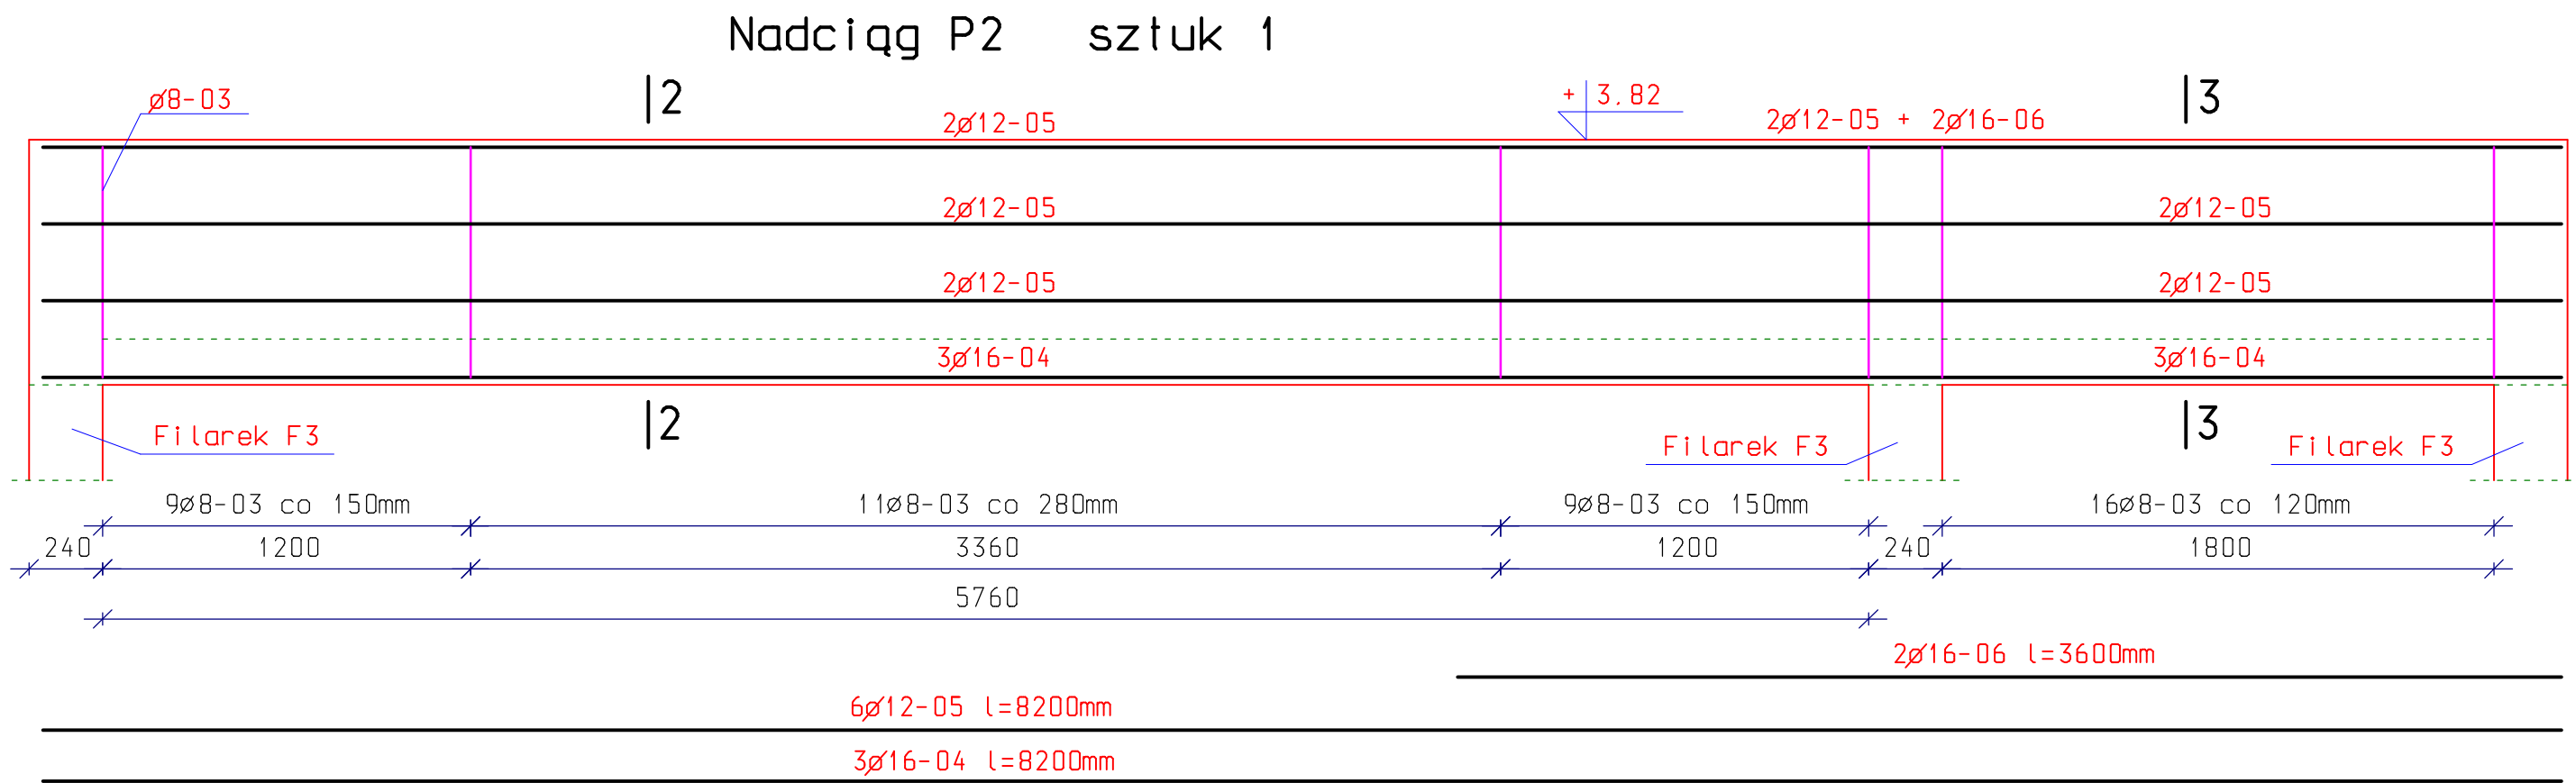 Nadciąg P2 sztuk 1
|2
|3
ø8-03
+ 3.82
2ø12-05
2ø12-05 + 2ø16-06
2ø12-05
2ø12-05
2ø12-05
2ø12-05
3ø16-04
3ø16-04
|2
|3
Filarek F3
Filarek F3
Filarek F3
9ø8-03 co 150mm
11ø8-03 co 280mm
9ø8-03 co 150mm
16ø8-03 co 120mm
240
1200
3360
1200
240
1800
5760
2ø16-06 l=3600mm
6ø12-05 l=8200mm
3ø16-04 l=8200mm